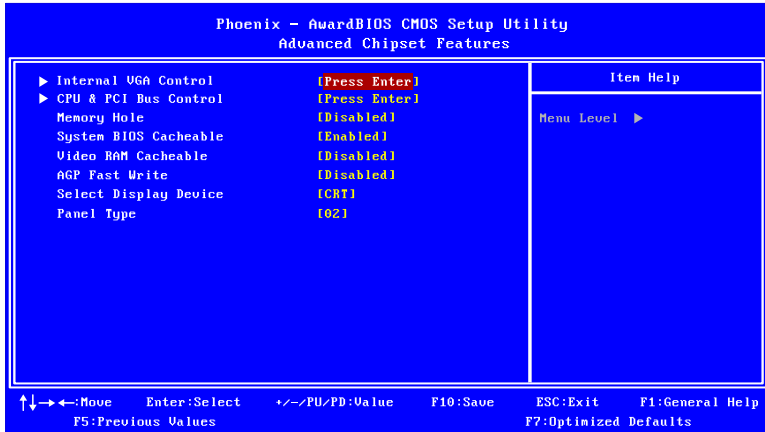 Phoenix – AwardBIOS CMOS Setup Utility
Advanced Chipset Features
▶ Internal VGA Control [Press Enter]
▶ CPU & PCI Bus Control [Press Enter]
Memory Hole [Disabled]
System BIOS Cacheable [Enabled]
Video RAM Cacheable [Disabled]
AGP Fast Write [Disabled]
Select Display Device [CRT]
Panel Type [02]
Item Help
Menu Level ▶
↑↓→←:Move Enter:Select +/-/PU/PD:Value F10:Save ESC:Exit F1:General Help
F5:Previous Values F7:Optimized Defaults